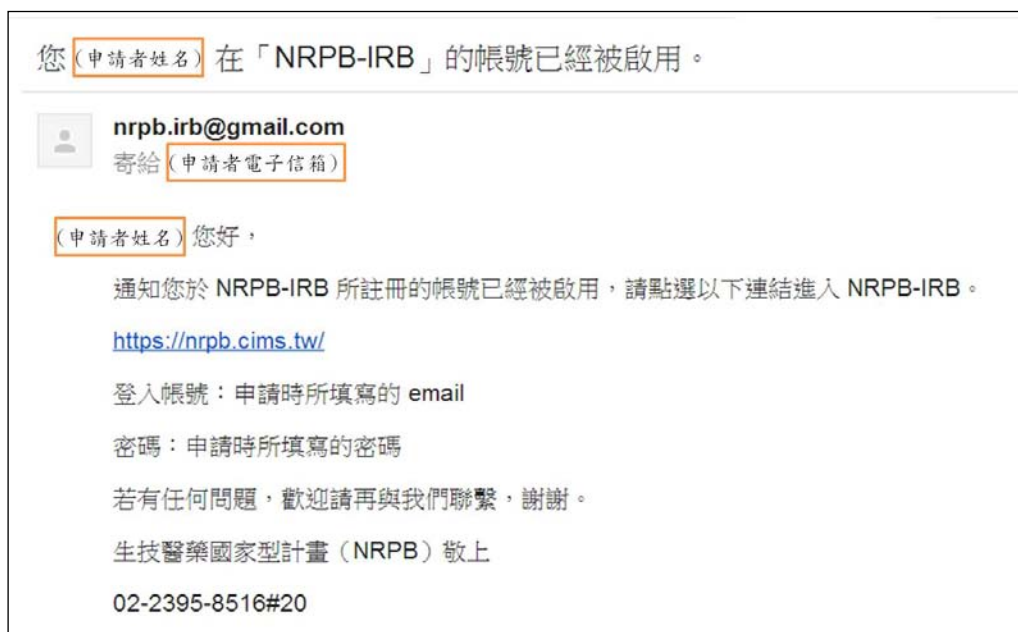 您(申請者姓名)在「NRPB-IRB」的帳號已經被啟用。
nrpb.irb@gmail.com
寄給(申請者電子信箱)
(申請者姓名)您好,
通知您於 NRPB-IRB 所註冊的帳號已經被啟用,請點選以下連結進入 NRPB-IRB。
https://nrpb.cims.tw/
登入帳號:申請時所填寫的 email
密碼:申請時所填寫的密碼
若有任何問題,歡迎請再與我們聯繫,謝謝。
生技醫藥國家型計畫(NRPB)敬上
02-2395-8516#20